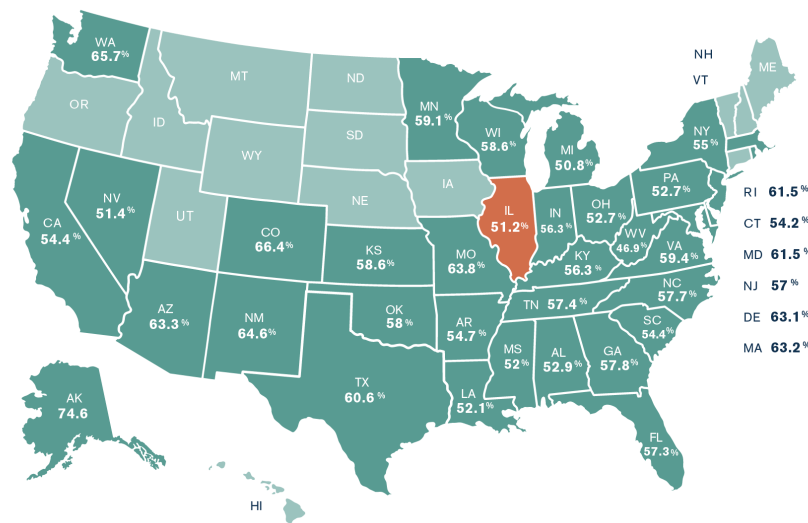 WA
65.7%
MT
ND
MN
59.1%
NH
VT
ME
OR
ID
SD
WI
58.6%
MI
50.8%
NY
55%
WY
IA
PA
52.7%
NV
51.4%
UT
NE
IL
51.2%
IN
56.3%
OH
52.7%
RI 61.5%
CA
54.4%
CO
66.4%
KS
58.6%
MO
63.8%
KY
56.3%
WV
46.9%
VA
59.4%
CT 54.2%
MD 61.5%
AZ
63.3%
NM
64.6%
OK
58%
AR
54.7%
TN 57.4%
NC
57.7%
NJ 57%
SC
54.4%
DE 63.1%
MS
52%
AL
52.9%
GA
57.8%
MA 63.2%
AK
74.6
TX
60.6%
LA
52.1%
FL
57.3%
HI